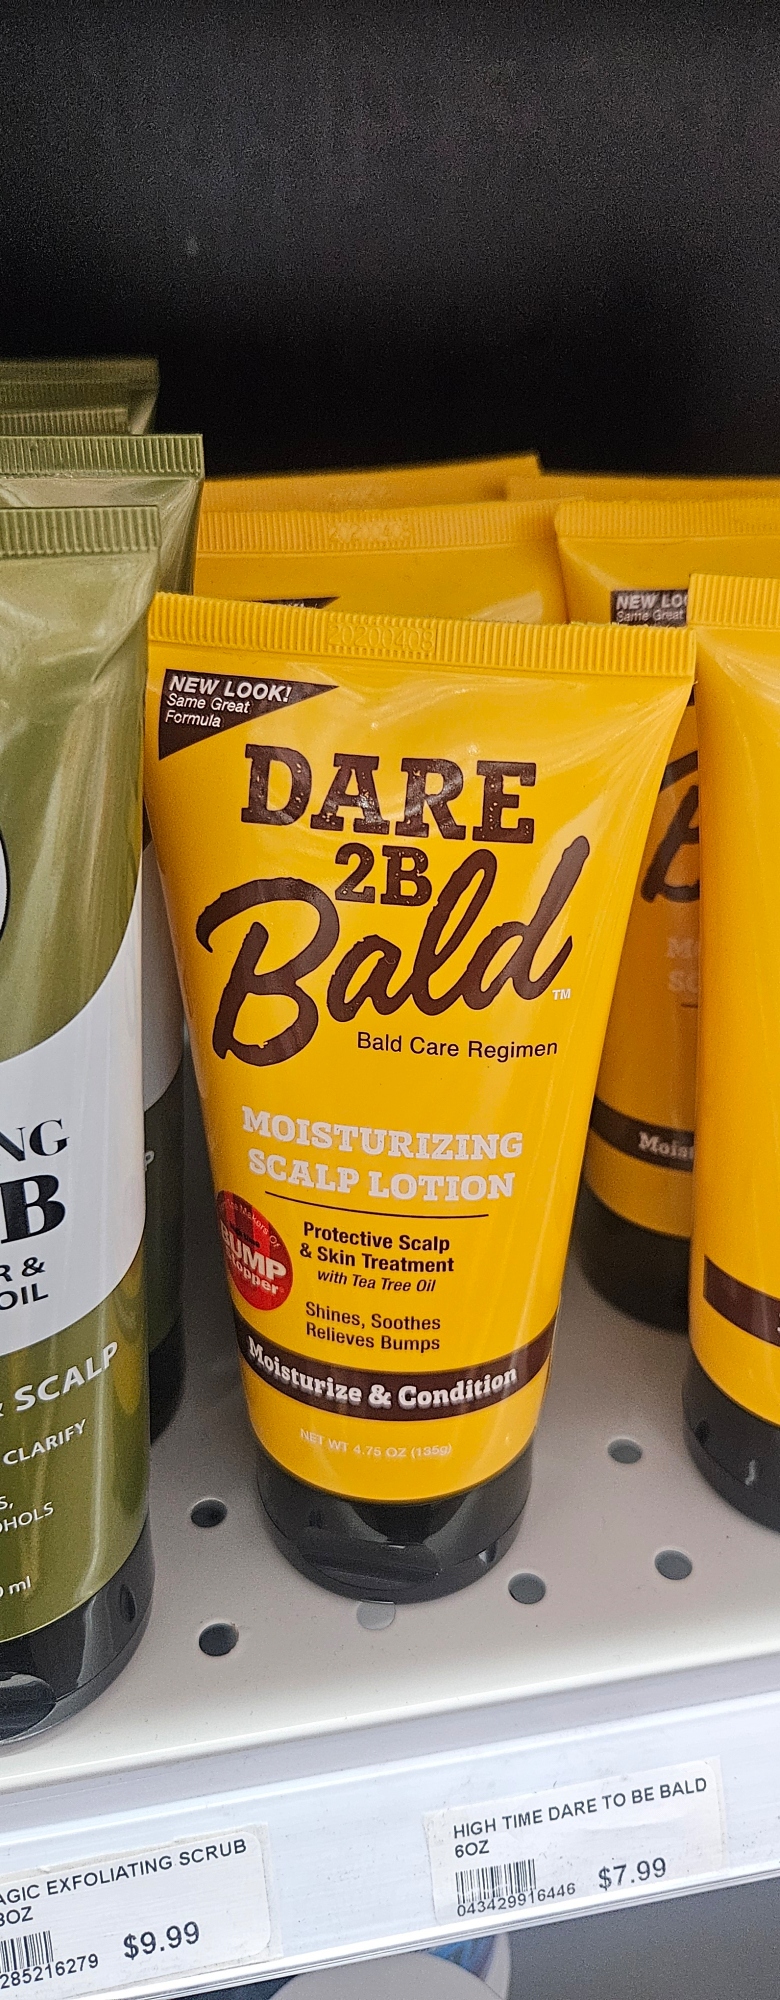 NEW LOOK!
Same Great
Formula
DARE
2B
Bald
TM
Bald Care Regimen
MOISTURIZING
SCALP LOTION
Makers Of
BUMP
Stopper
Protective Scalp
& Skin Treatment
with Tea Tree Oil
Shines, Soothes
Relieves Bumps
Moisturize & Condition
NET WT 4.75 OZ (135g)
NEW LO
Same Great
B
Moist
NG
B
R &
OIL
& SCALP
CLARIFY
S,
OHOLS
0 ml
AGIC EXFOLIATING SCRUB
8OZ
285216279 $9.99
HIGH TIME DARE TO BE BALD
6OZ
043429916446 $7.99